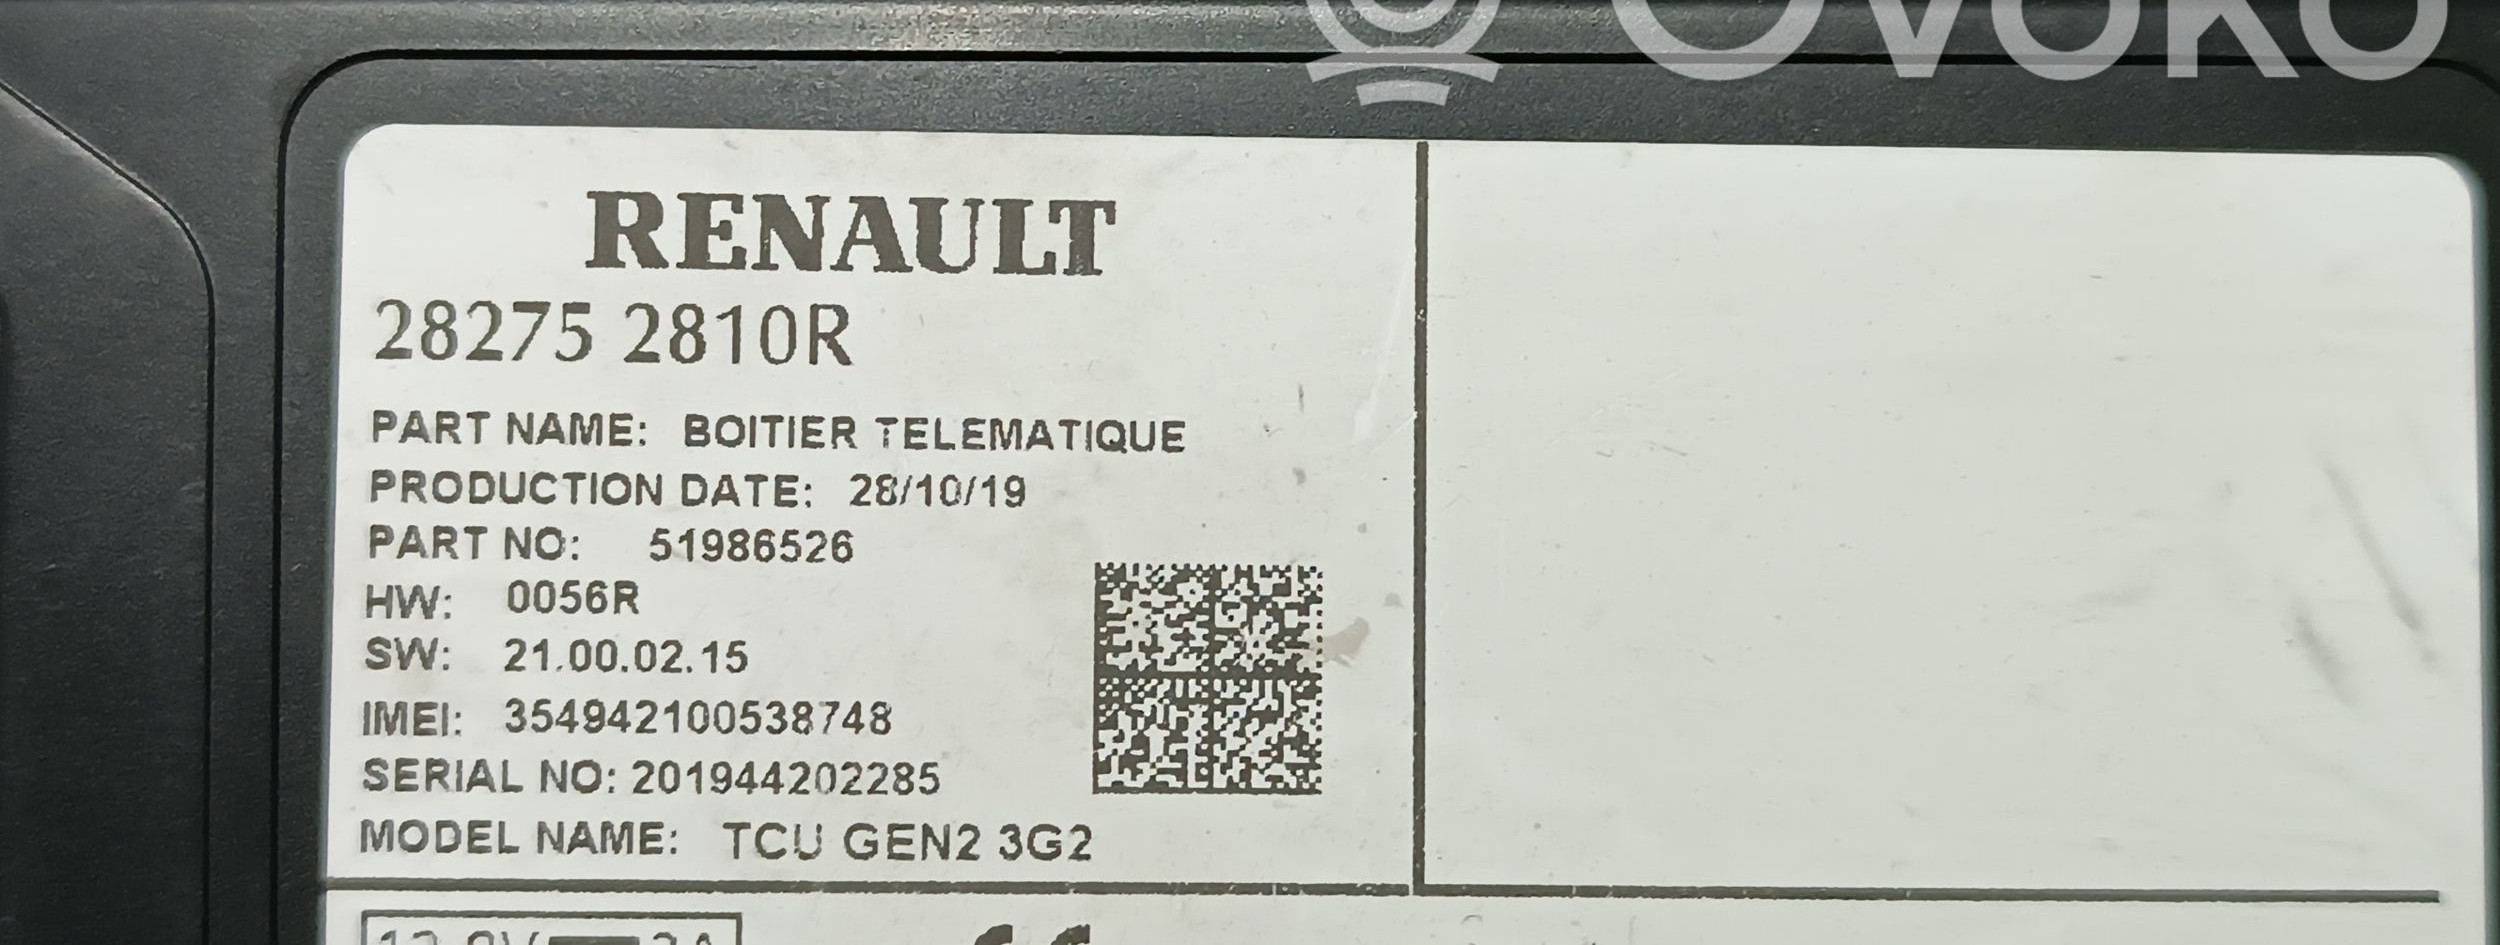 OVOKO
RENAULT
28275 2810R
PART NAME: BOITIER TELEMATIQUE
PRODUCTION DATE: 28/10/19
PART NO: 51986526
HW: 0056R
SW: 21.00.02.15
IMEI: 354942100538748
SERIAL NO: 201944202285
MODEL NAME: TCU GEN2 3G2